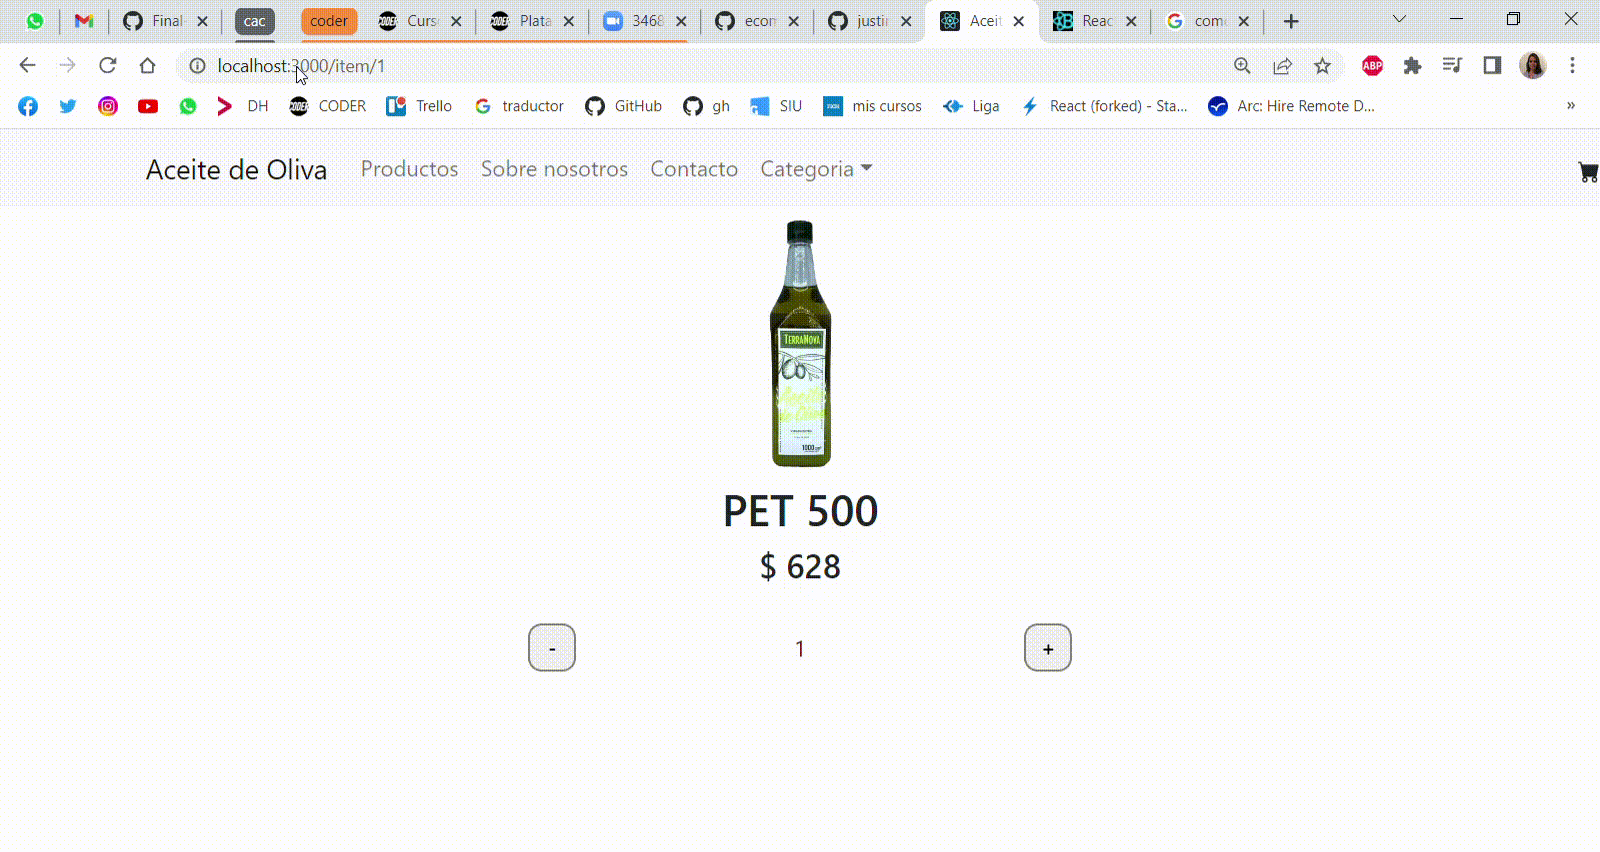 Final cac coder Curs Plata 3468 econ justin Aceit Reac com
localhost:3000/item/1 ABP
DH CODER Trello traductor GitHub gh SIU mis cursos Liga React (forked) - Sta... Arc: Hire Remote D... »
Aceite de Oliva Productos Sobre nosotros Contacto Categoria
TERRANOVA
PET 500
$ 628
- 1 +